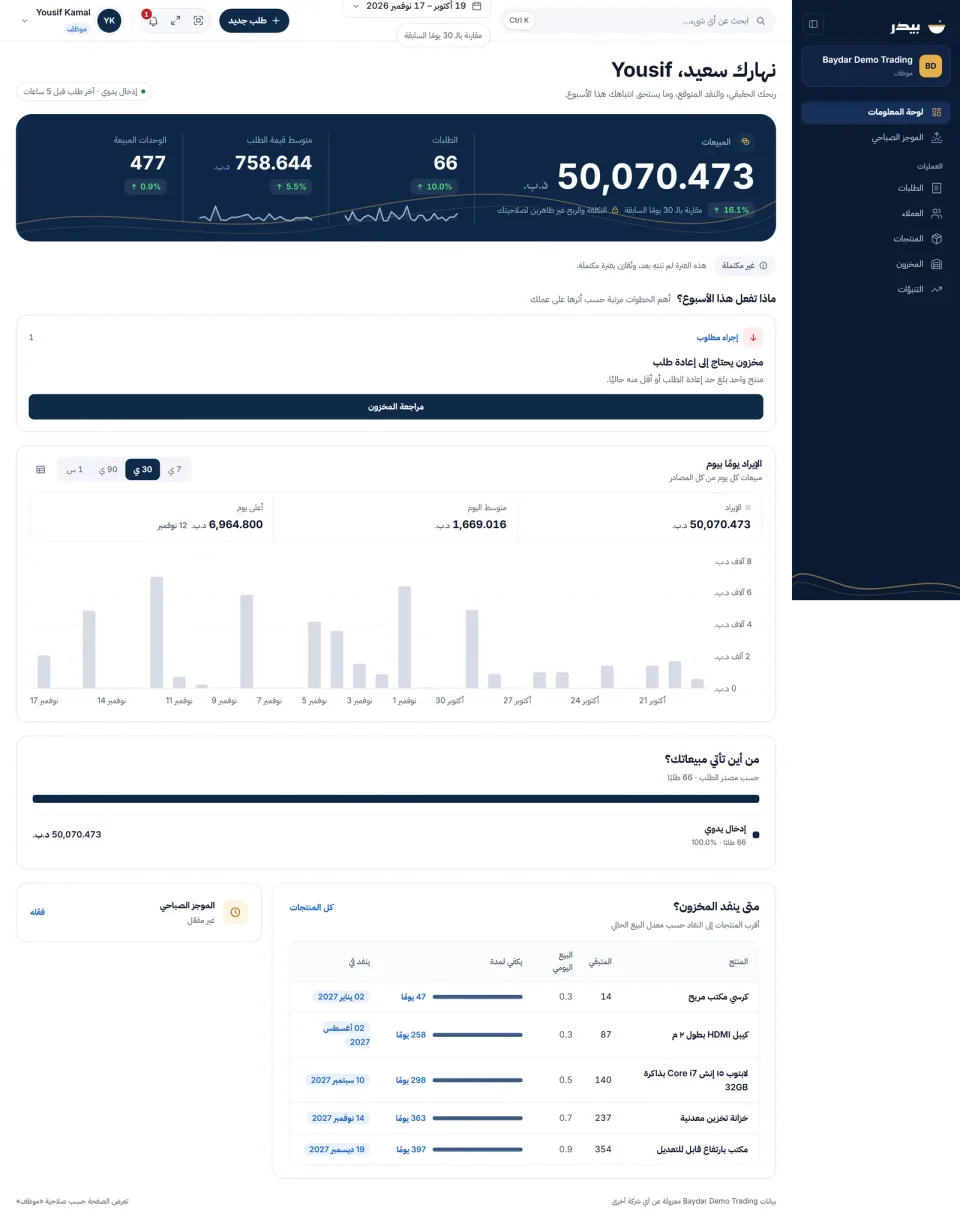 بيدر
BD
Baydar Demo Trading
موظف
لوحة المعلومات
الموجز الصباحي
العمليات
الطلبات
العملاء
المنتجات
المخزون
التنبؤات
ابحث عن أي شيء...
Ctrl K
19 أكتوبر – 17 نوفمبر 2026
مقارنة بالـ 30 يومًا السابقة
+ طلب جديد
1
YK
Yousif Kamal
موظف
نهارك سعيد، Yousif
ربحك الحقيقي، والنقد المتوقع، وما يستحق انتباهك هذا الأسبوع.
إدخال يدوي · آخر طلب قبل 5 ساعات
المبيعات
50,070.473 د.ب.
↑ 16.1% مقارنة بالـ 30 يومًا السابقة التكلفة والربح غير ظاهرين لصلاحيتك
الطلبات
66
↑ 10.0%
متوسط قيمة الطلب
758.644 د.ب.
↑ 5.5%
الوحدات المبيعة
477
↑ 0.9%
غير مكتملة هذه الفترة لم تنتهِ بعد، وتُقارَن بفترة مكتملة.
ماذا تفعل هذا الأسبوع؟ أهم الخطوات مرتبة حسب أثرها على عملك
إجراء مطلوب
1
مخزون يحتاج إلى إعادة طلب
منتج واحد بلغ حد إعادة الطلب أو أقل منه حاليًا.
مراجعة المخزون
الإيراد يومًا بيوم
مبيعات كل يوم من كل المصادر
7 ي 30 ي 90 ي 1 س
الإيراد
50,070.473 د.ب.
متوسط اليوم
1,669.016 د.ب.
أعلى يوم
6,964.800 د.ب. 12 نوفمبر
8 آلاف د.ب.
6 آلاف د.ب.
4 آلاف د.ب.
2 ألف د.ب.
0 د.ب.
21 أكتوبر 24 أكتوبر 27 أكتوبر 30 أكتوبر 1 نوفمبر 3 نوفمبر 5 نوفمبر 7 نوفمبر 9 نوفمبر 11 نوفمبر 14 نوفمبر 17 نوفمبر
من أين تأتي مبيعاتك؟
حسب مصدر الطلب · 66 طلبًا
إدخال يدوي
66 طلبًا · 100.0%
50,070.473 د.ب.
متى ينفد المخزون؟
كل المنتجات
أقرب المنتجات إلى النفاد حسب معدل البيع الحالي
المنتج المتبقي البيع اليومي يكفي لمدة ينفد في
كرسي مكتب مريح 14 0.3 47 يومًا 02 يناير 2027
كيبل HDMI بطول ٢ م 87 0.3 258 يومًا 02 أغسطس 2027
لابتوب ١٥ إنش Core i7 بذاكرة 32GB 140 0.5 298 يومًا 10 سبتمبر 2027
خزانة تخزين معدنية 237 0.7 363 يومًا 14 نوفمبر 2027
مكتب بارتفاع قابل للتعديل 354 0.9 397 يومًا 19 ديسمبر 2027
الموجز الصباحي
غير مفعّل
فعّله
بيانات Baydar Demo Trading معزولة عن أي شركة أخرى
تعرض الصفحة حسب صلاحية «موظف»